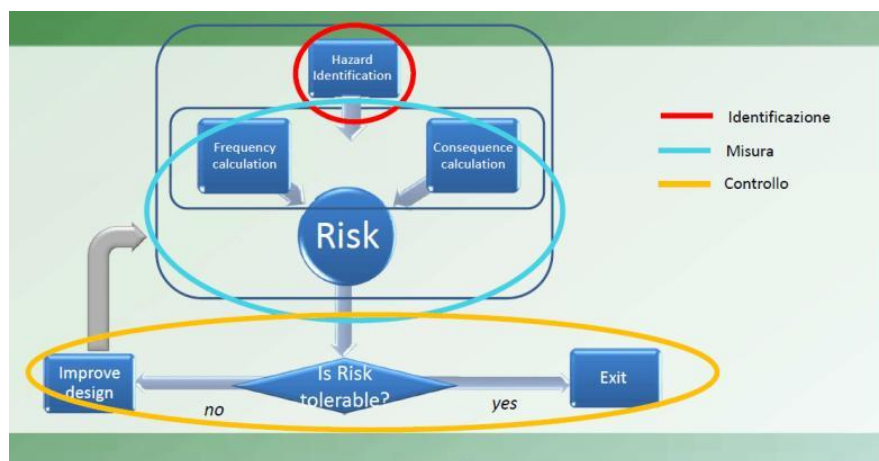 Hazard
Identification
Frequency
calculation
Consequence
calculation
Risk
Identificazione
Misura
Controllo
Improve
design
no
Is Risk
tolerable?
yes
Exit